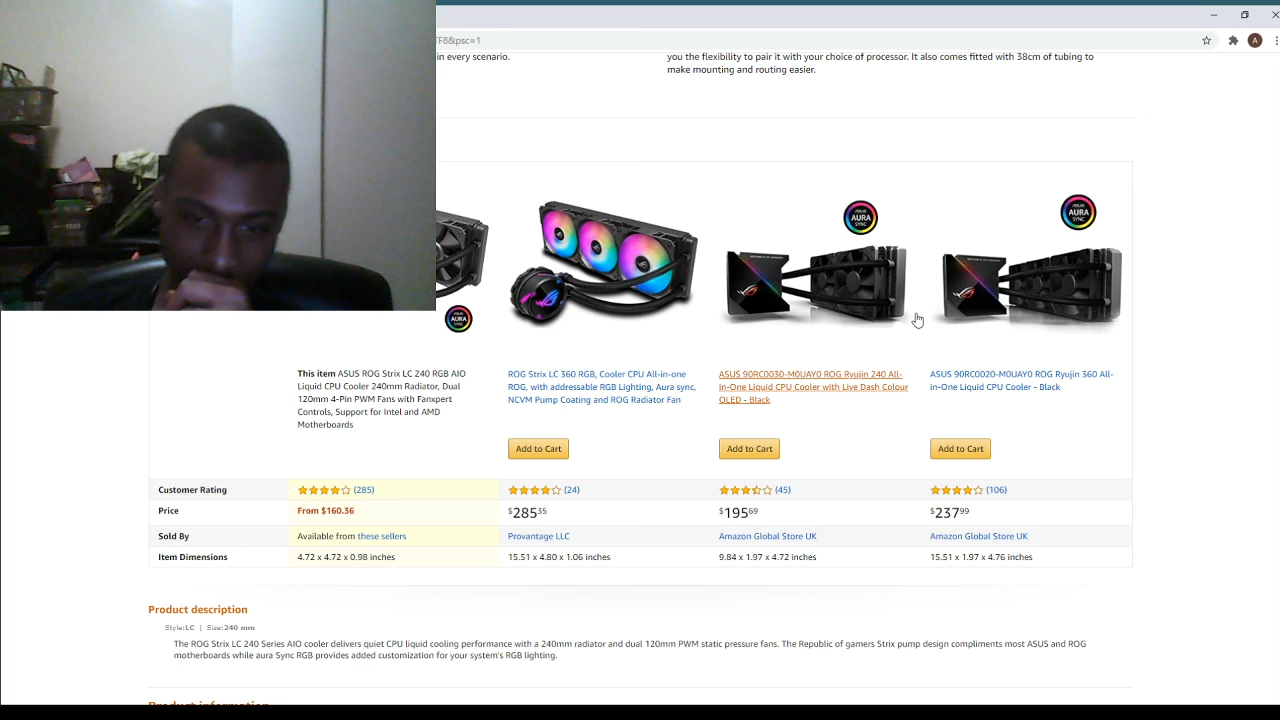 F8&psc=1
A
in every scenario.
you the flexibility to pair it with your choice of processor. It also comes fitted with 38cm of tubing to
make mounting and routing easier.
AURA
SYNC
AURA
SYNC
This item ASUS ROG Strix LC 240 RGB AIO
Liquid CPU Cooler 240mm Radiator, Dual
120mm 4-Pin PWM Fans with Fanxpert
Controls, Support for Intel and AMD
Motherboards
ROG Strix LC 360 RGB, Cooler CPU All-in-one
ROG, with addressable RGB Lighting, Aura sync,
NCVM Pump Coating and ROG Radiator Fan
ASUS 90RC0030-M0UAY0 ROG Ryujin 240 All-
in-One Liquid CPU Cooler with Live Dash Colour
OLED - Black
ASUS 90RC0020-M0UAY0 ROG Ryujin 360 All-
in-One Liquid CPU Cooler - Black
Add to Cart
Add to Cart
Add to Cart
Customer Rating (285) (24) (45) (106)
Price From $160.36 $285 35 $195 69 $237 99
Sold By Available from these sellers Provantage LLC Amazon Global Store UK Amazon Global Store UK
Item Dimensions 4.72 x 4.72 x 0.98 inches 15.51 x 4.80 x 1.06 inches 9.84 x 1.97 x 4.72 inches 15.51 x 1.97 x 4.76 inches
Product description
Style:LC | Size:240 mm
The ROG Strix LC 240 Series AIO cooler delivers quiet CPU liquid cooling performance with a 240mm radiator and dual 120mm PWM static pressure fans. The Republic of gamers Strix pump design compliments most ASUS and ROG
motherboards while aura Sync RGB provides added customization for your system's RGB lighting.
Product information